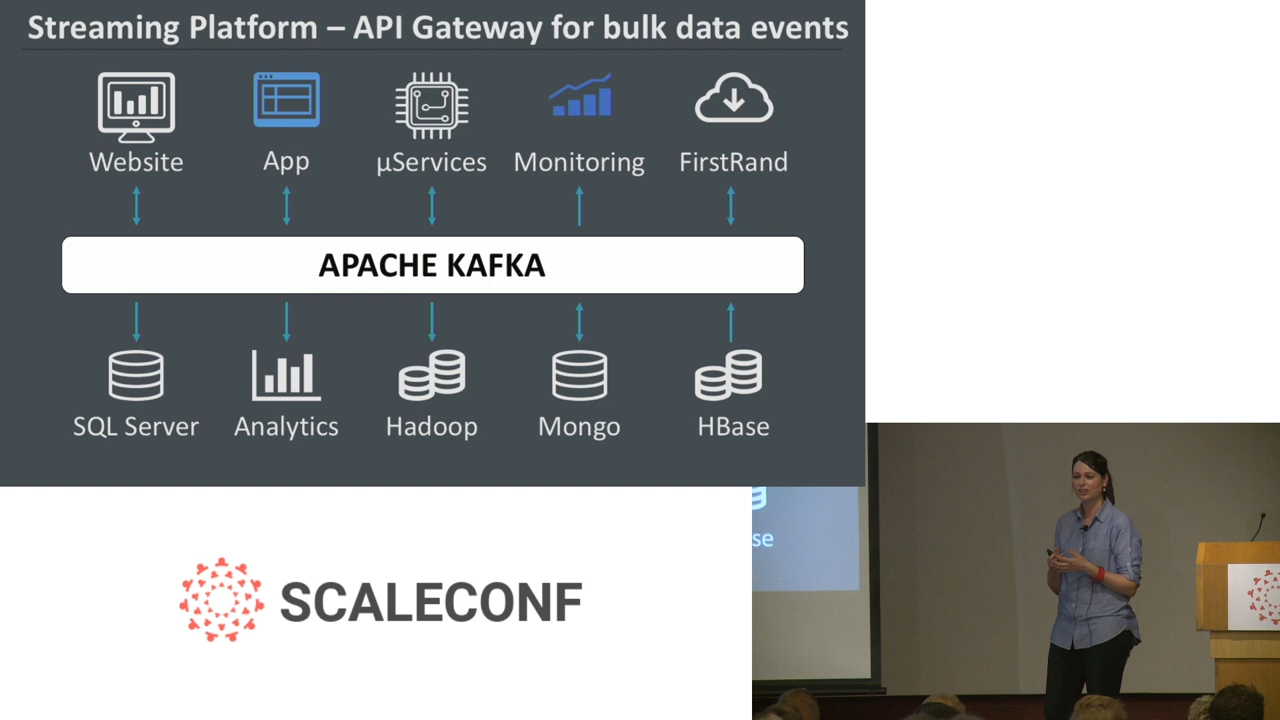 Streaming Platform – API Gateway for bulk data events
Website App µServices Monitoring FirstRand
APACHE KAFKA
SQL Server Analytics Hadoop Mongo HBase
SCALECONF
se